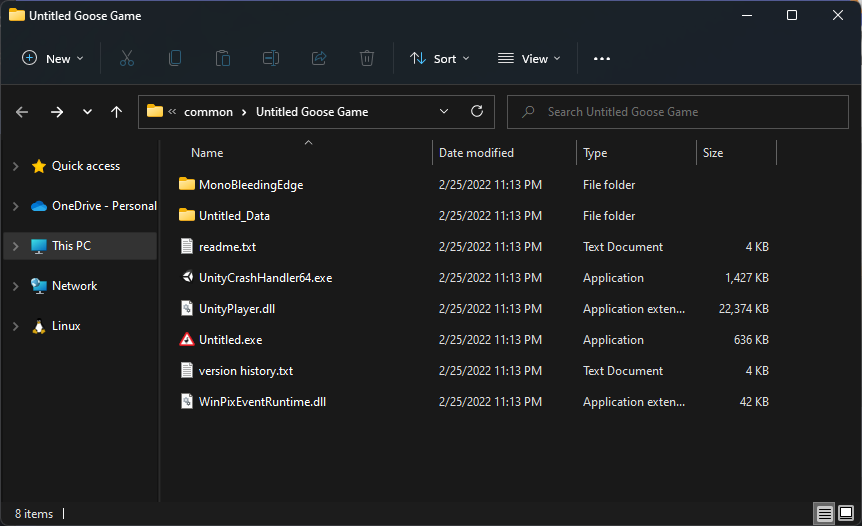 Untitled Goose Game
New Sort View
common Untitled Goose Game Search Untitled Goose Game
Name Date modified Type Size
Quick access
OneDrive - Personal
This PC
Network
Linux
MonoBleedingEdge 2/25/2022 11:13 PM File folder
Untitled_Data 2/25/2022 11:13 PM File folder
readme.txt 2/25/2022 11:13 PM Text Document 4 KB
UnityCrashHandler64.exe 2/25/2022 11:13 PM Application 1,427 KB
UnityPlayer.dll 2/25/2022 11:13 PM Application exten... 22,374 KB
Untitled.exe 2/25/2022 11:13 PM Application 636 KB
version history.txt 2/25/2022 11:13 PM Text Document 4 KB
WinPixEventRuntime.dll 2/25/2022 11:13 PM Application exten... 42 KB
8 items